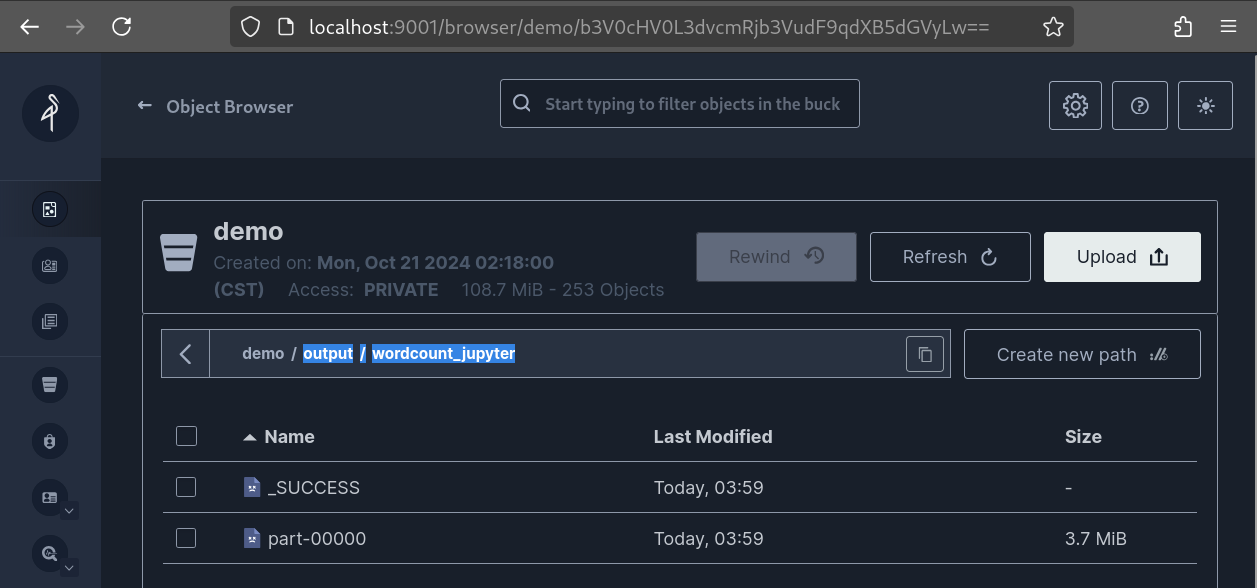 localhost:9001/browser/demo/b3V0cHV0L3dvcmRjb3VudF9qdXB5dGVyLw==
Object Browser
Start typing to filter objects in the buck
demo
Created on: Mon, Oct 21 2024 02:18:00
(CST) Access: PRIVATE 108.7 MiB - 253 Objects
Rewind
Refresh
Upload
demo / output / wordcount_jupyter
Create new path
Name Last Modified Size
_SUCCESS Today, 03:59 -
part-00000 Today, 03:59 3.7 MiB